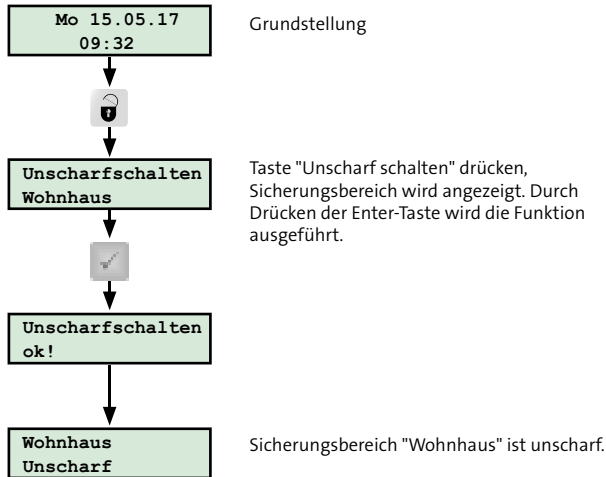 Mo 15.05.17
09:32
Grundstellung
Unscharfschalten
Wohnhaus
Taste "Unscharf schalten" drücken,
Sicherungsbereich wird angezeigt. Durch
Drücken der Enter-Taste wird die Funktion
ausgeführt.
Unscharfschalten
ok!
Wohnhaus
Unscharf
Sicherungsbereich "Wohnhaus" ist unscharf.